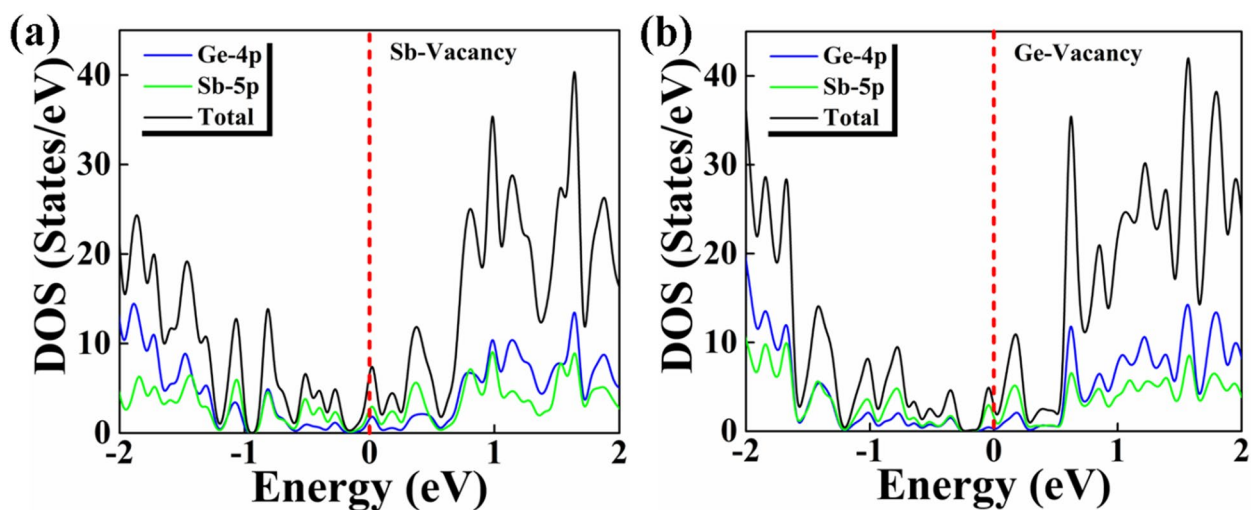 (a)
DOS (States/eV)
40
30
20
10
0
Ge-4p
Sb-5p
Total
Sb-Vacancy
-2
-1
0
1
2
Energy (eV)
(b)
DOS (States/eV)
40
30
20
10
0
Ge-4p
Sb-5p
Total
Ge-Vacancy
-2
-1
0
1
2
Energy (eV)